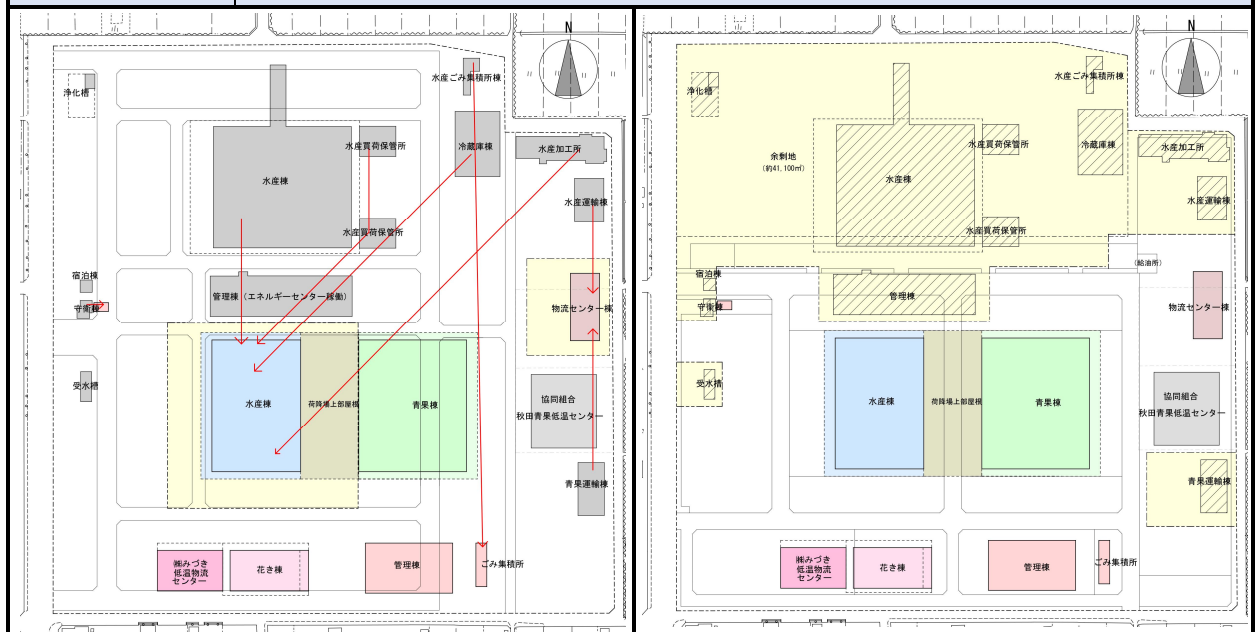 N
水産ごみ集積所棟
浄化槽
水産買荷保管所
冷蔵庫棟
水産加工所
水産棟
水産運輸棟
水産買荷保管所
宿泊棟
管理棟（エネルギーセンター稼働）
守衛棟
物流センター棟
受水槽
水産棟
荷降場上部屋根
青果棟
協同組合
秋田青果低温センター
青果運輸棟
㈱みづき
低温物流
センター
花き棟
管理棟
ごみ集積所
N
水産ごみ集積所棟
浄化槽
余剰地
(約41,100㎡)
水産買荷保管所
冷蔵庫棟
水産加工所
水産棟
水産運輸棟
水産買荷保管所
(給油所)
宿泊棟
管理棟
守衛棟
物流センター棟
受水槽
水産棟
荷降場上部屋根
青果棟
協同組合
秋田青果低温センター
青果運輸棟
㈱みづき
低温物流
センター
花き棟
管理棟
ごみ集積所